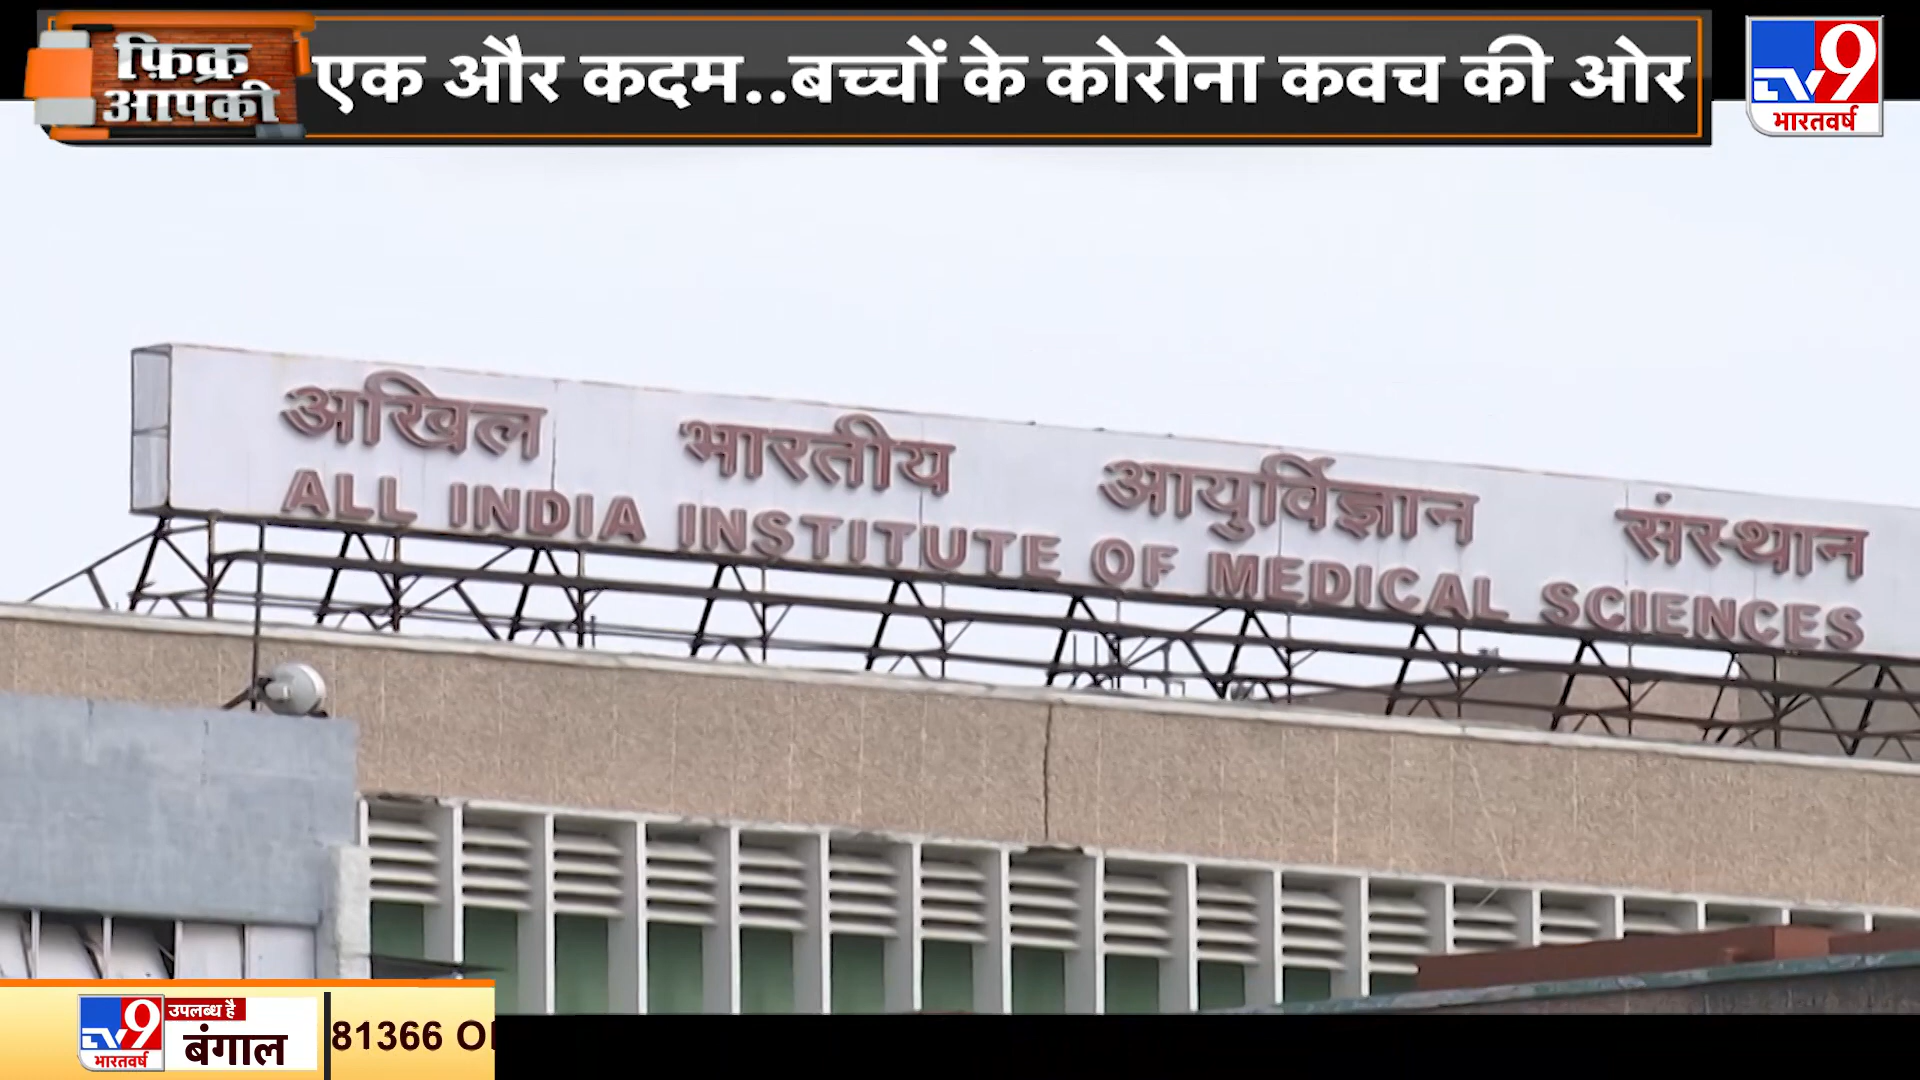 फ़िक्र
आपकी
एक और कदम..बच्चों के कोरोना कवच की ओर
TV9
भारतवर्ष
अखिल भारतीय आयुर्विज्ञान संस्थान
ALL INDIA INSTITUTE OF MEDICAL SCIENCES
TV9
भारतवर्ष
उपलब्ध है
बंगाल
81366